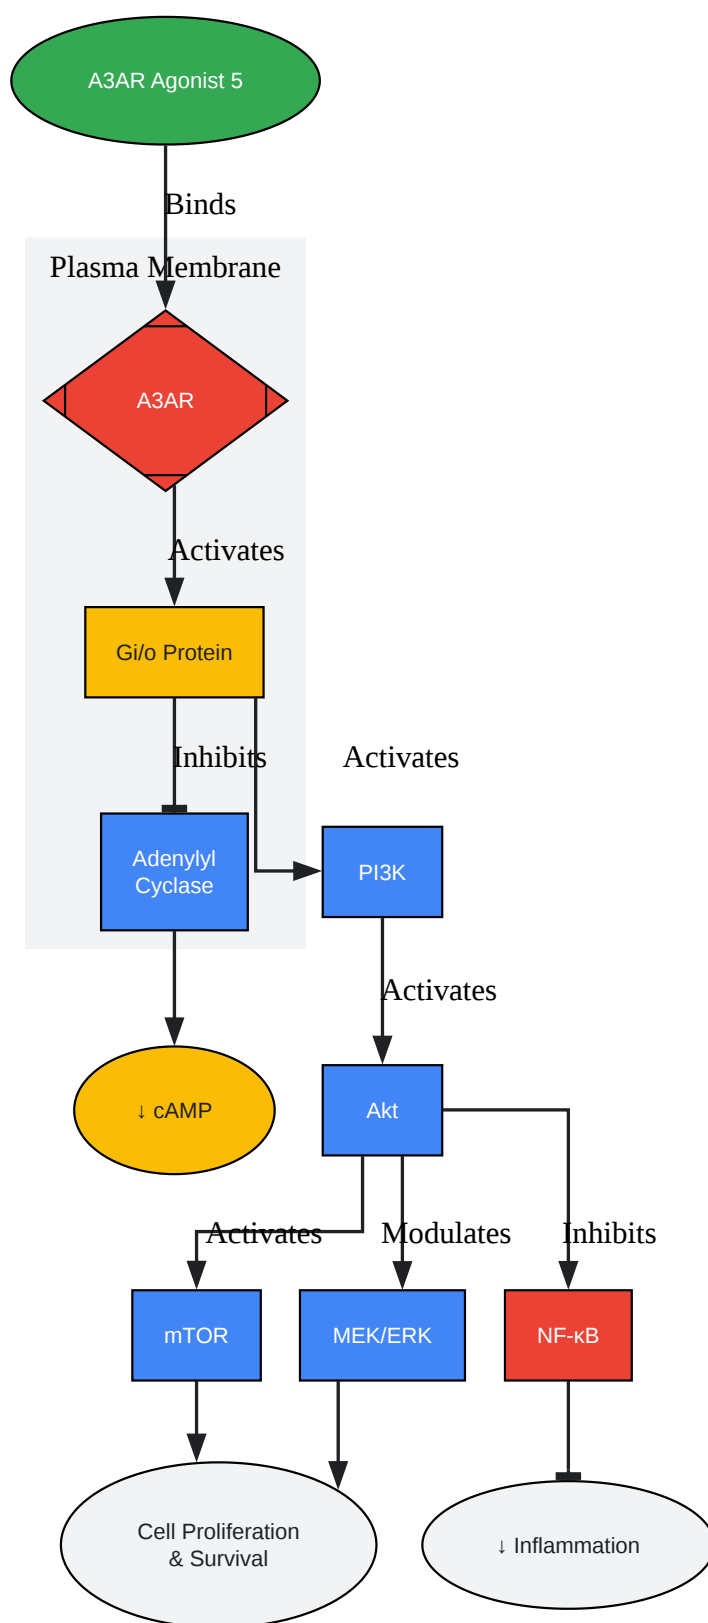 A3AR Agonist 5
Binds
Plasma Membrane
A3AR
Activates
Gi/o Protein
Inhibits
Activates
Adenylyl
Cyclase
PI3K
Activates
↓ cAMP
Akt
Activates
Modulates
Inhibits
mTOR
MEK/ERK
NF-κB
Cell Proliferation
& Survival
↓ Inflammation